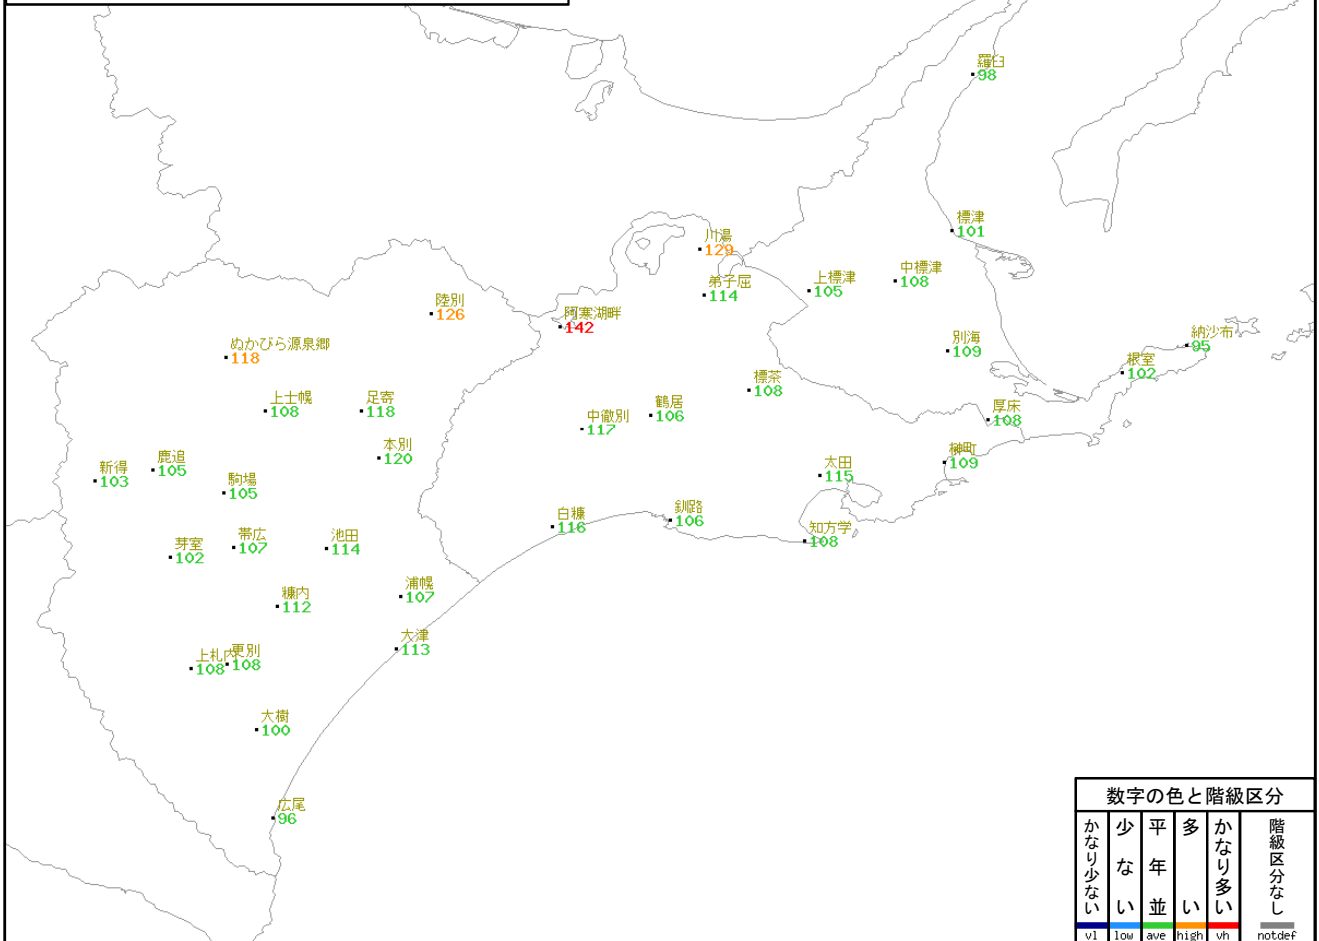 羅臼
98
標津
101
川湯
129
中標津
108
上標津
105
弟子屈
114
陸別
126
阿寒湖畔
142
納沙布
95
ぬかびら源泉郷
118
別海
109
根室
102
標茶
108
上士幌
108
足寄
118
鶴居
106
厚床
108
中徹別
117
本別
120
榊町
109
鹿追
105
新得
103
太田
115
駒場
105
白糠
116
釧路
106
知方学
108
帯広
107
池田
114
芽室
102
浦幌
107
糠内
112
大津
113
上札内
108
更別
108
大樹
100
広尾
96
数字の色と階級区分
かなり少ない
少ない
平年並
多い
かなり多い
階級区分なし
vl low ave high vh notdef